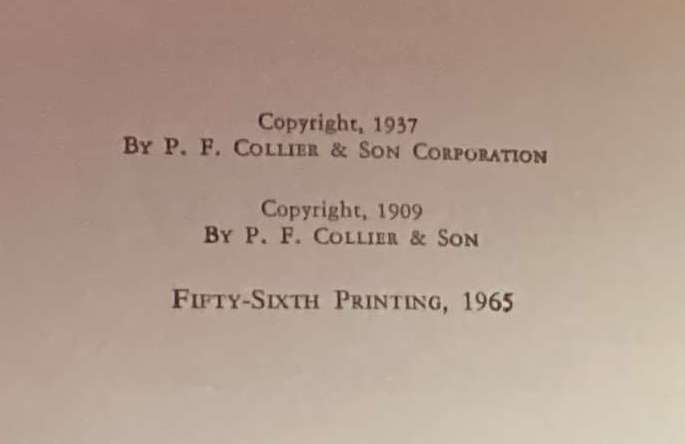 Copyright, 1937
By P. F. Collier & Son Corporation
Copyright, 1909
By P. F. Collier & Son
Fifty-Sixth Printing, 1965